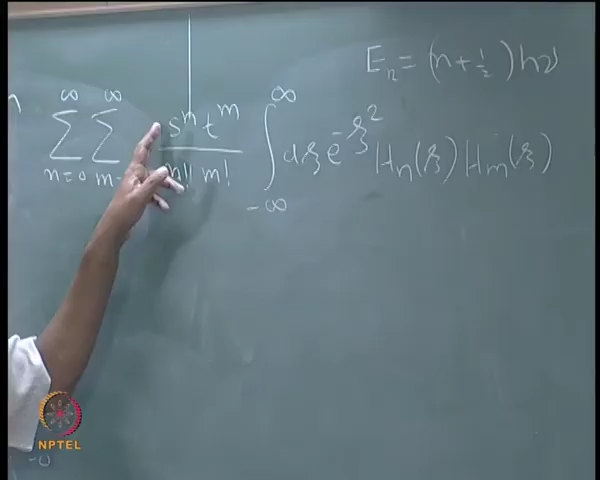 E_n = (n + 1/2) hν
n ∑_{n=0}^{∞} ∑_{m}^{∞} s^n t^m / n! m! ∫_{-∞}^{∞} dξ e^{-ξ^2} H_n(ξ) H_m(ξ)
NPTEL